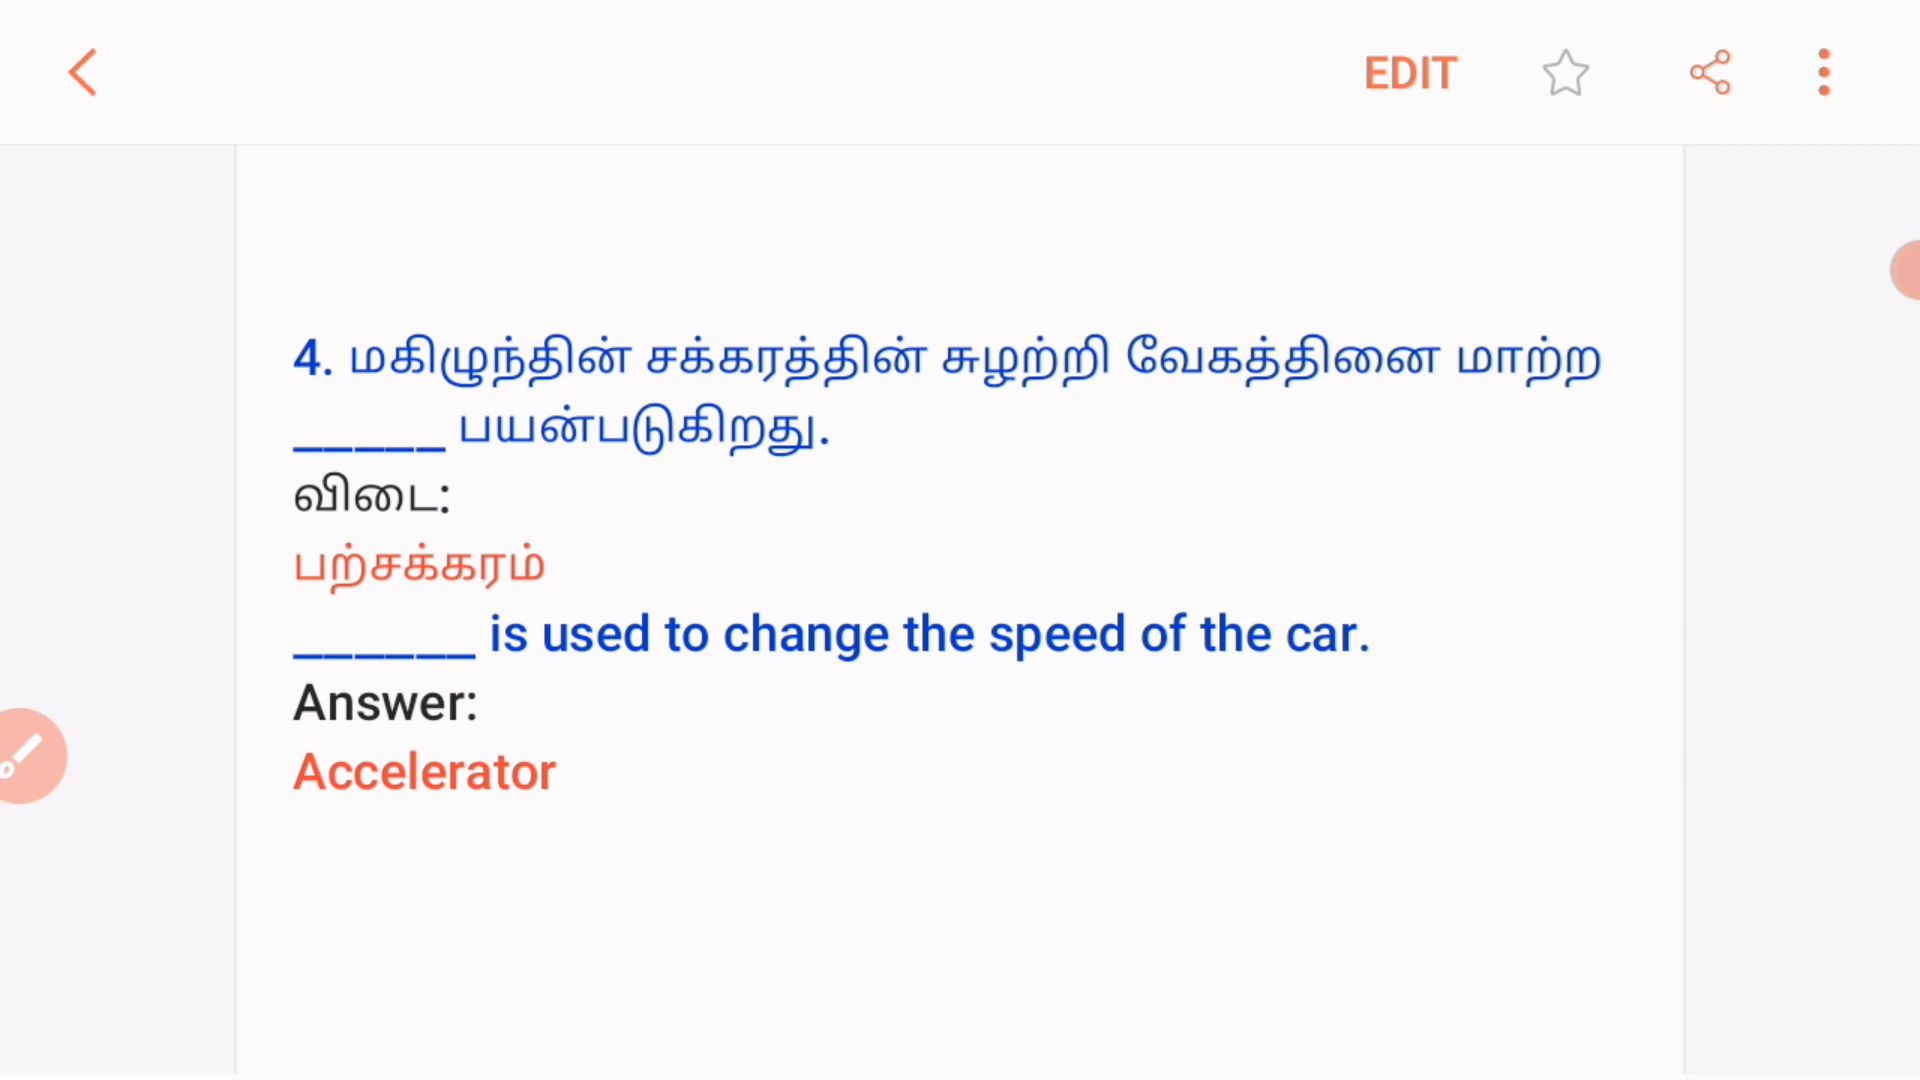 EDIT
4. மகிழுந்தின் சக்கரத்தின் சுழற்றி வேகத்தினை மாற்ற
_____ பயன்படுகிறது.
விடை:
பற்சக்கரம்
______ is used to change the speed of the car.
Answer:
Accelerator